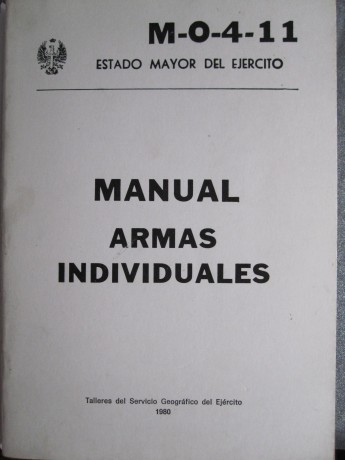 M-O-4-11
ESTADO MAYOR DEL EJERCITO
MANUAL
ARMAS
INDIVIDUALES
Talleres del Servicio Geográfico del Ejército
1980